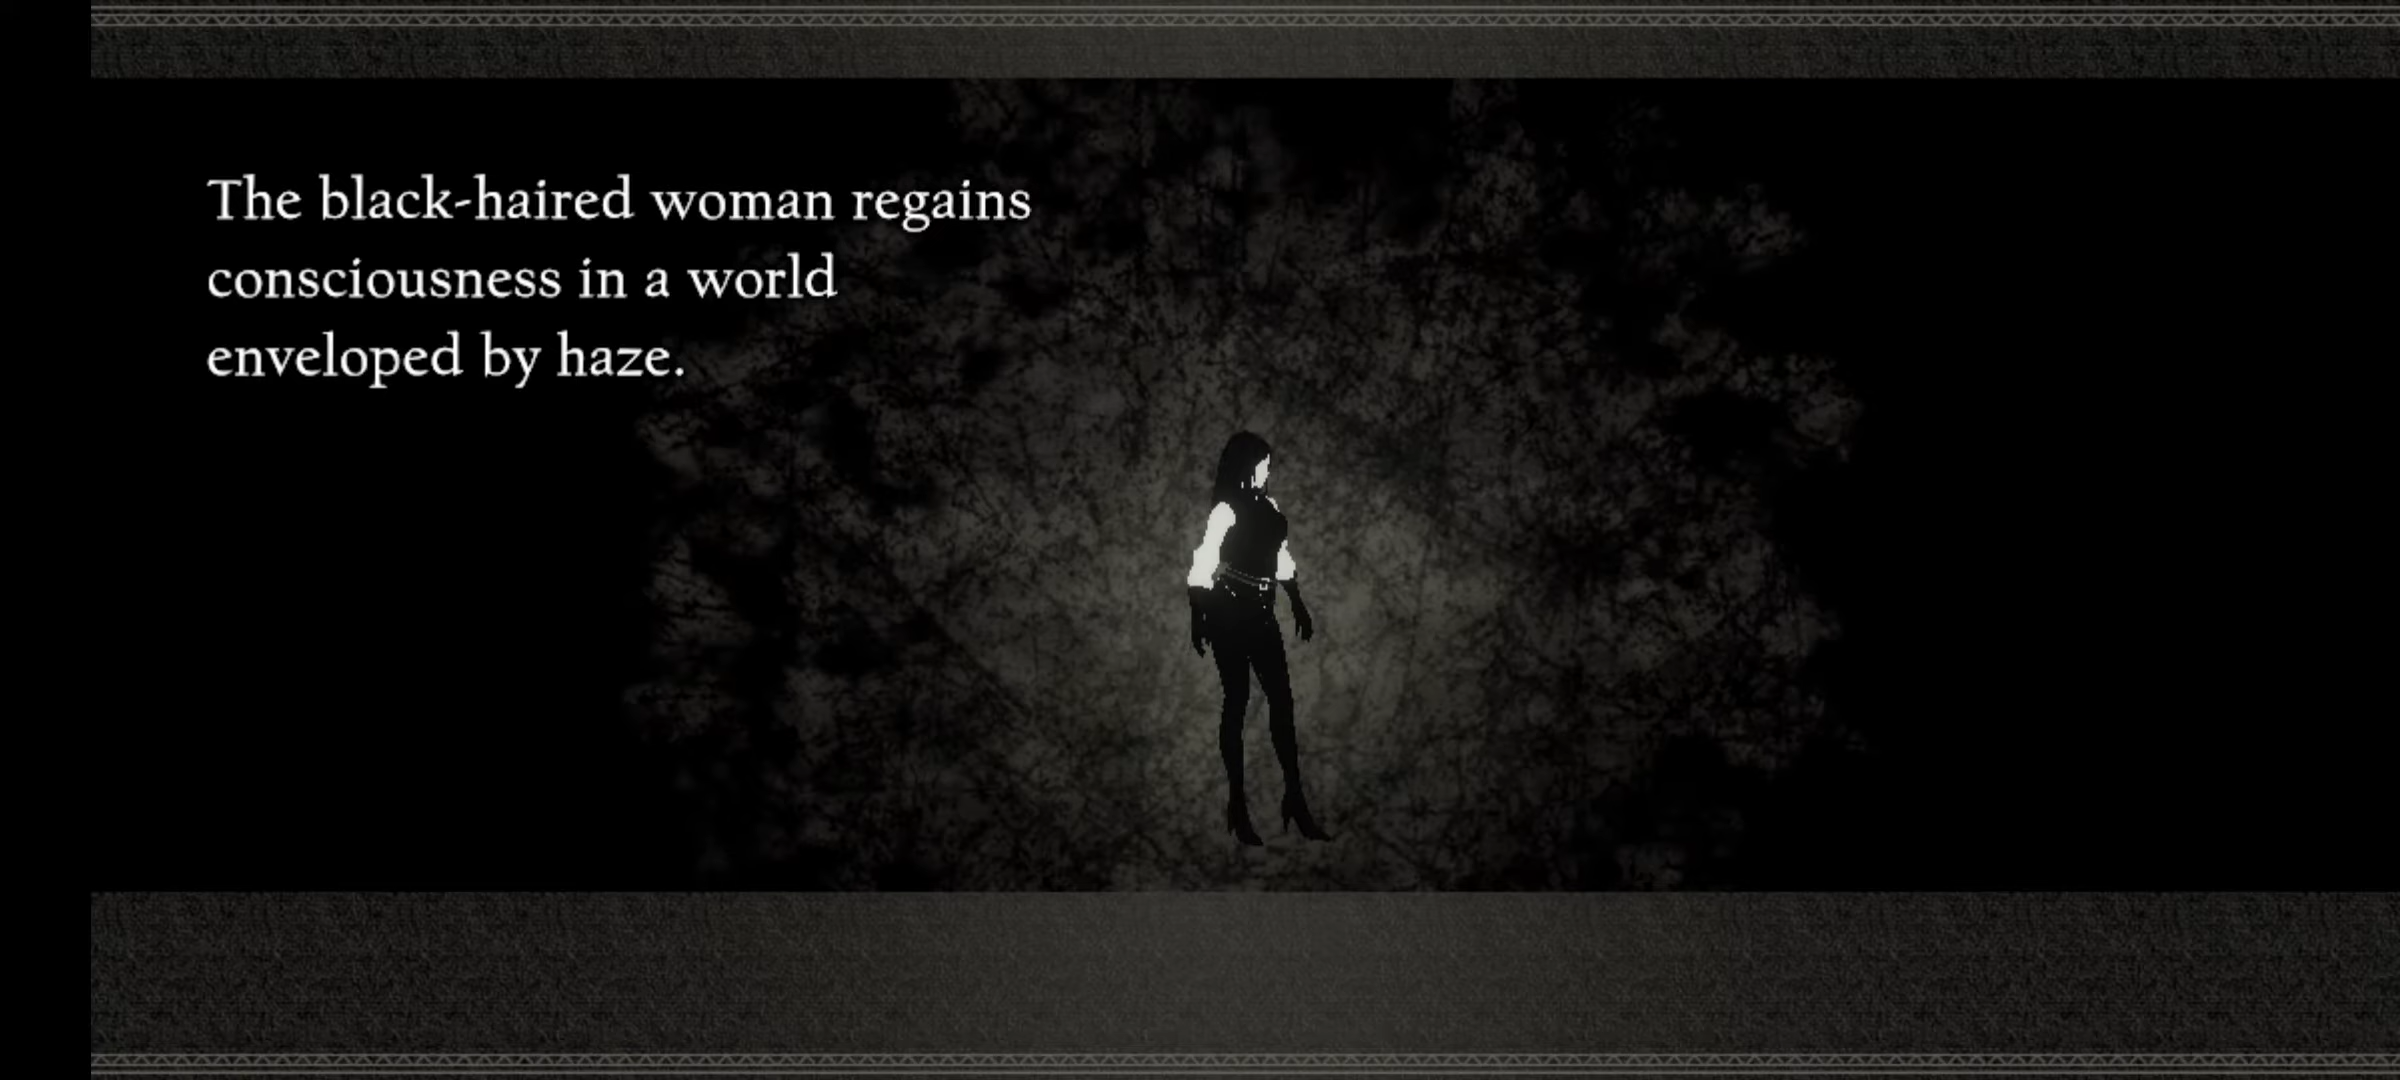 The black-haired woman regains
consciousness in a world
enveloped by haze.